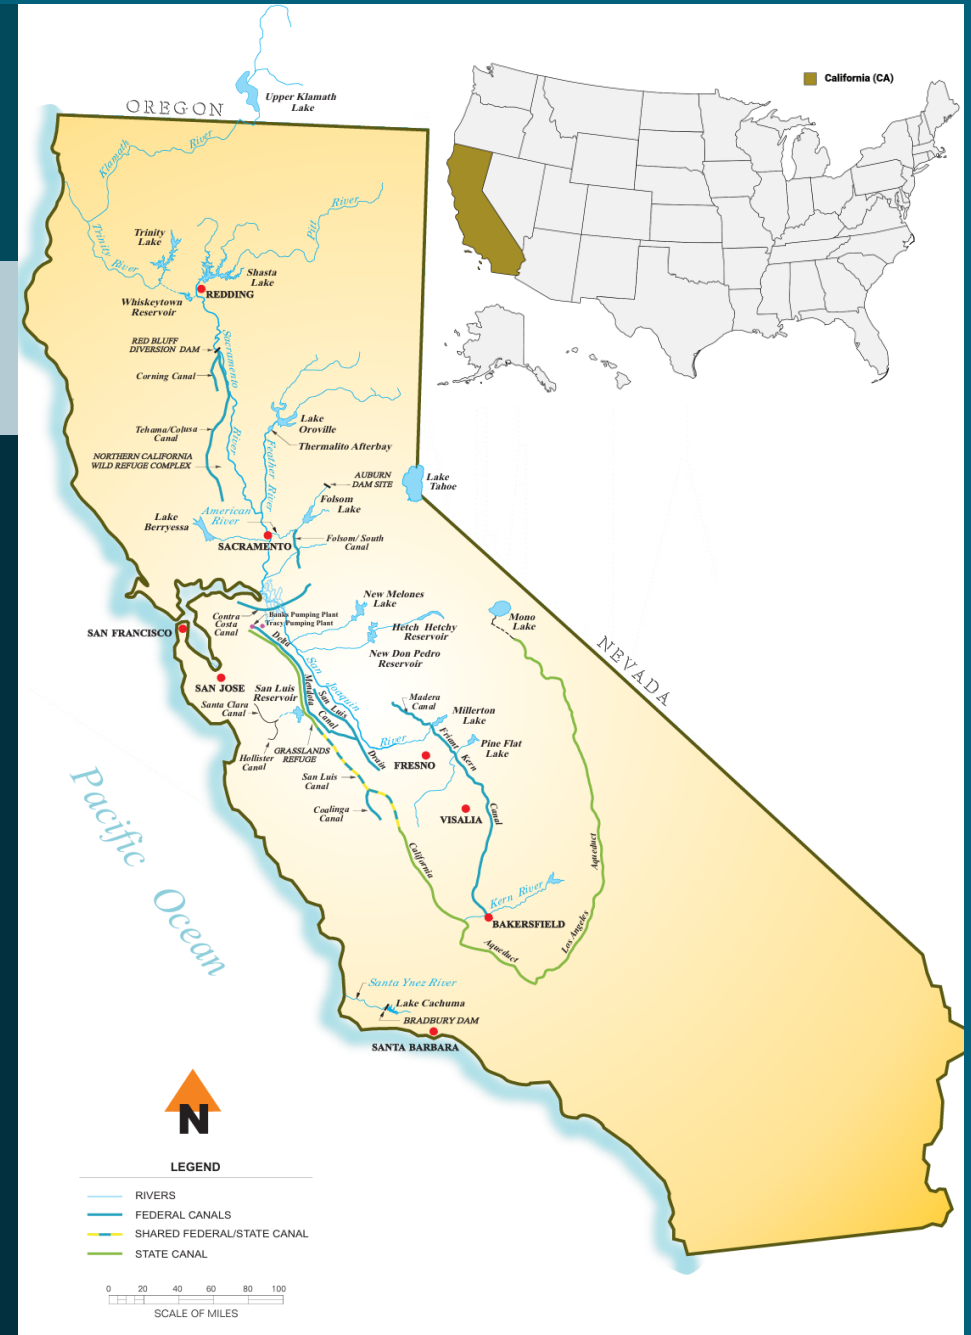 California (CA)
OREGON
Upper Klamath
Lake
Klamath
River
Trinity
River
Trinity
Lake
Pitt
River
Shasta
Lake
REDDING
Whiskeytown
Reservoir
RED BLUFF
DIVERSION DAM
Sacramento
River
Corning Canal
Tehama/Colusa
Canal
NORTHERN CALIFORNIA
WILD REFUGE COMPLEX
Lake
Oroville
Thermalito Afterbay
Feather River
AUBURN
DAM SITE
Lake
Tahoe
Folsom
Lake
American
River
Lake
Berryessa
SACRAMENTO
Folsom/ South
Canal
New Melones
Lake
Contra
Costa
Canal
Banks Pumping Plant
Tracy Pumping Plant
Hetch Hetchy
Reservoir
Mono
Lake
SAN FRANCISCO
Delta
Mendota
Canal
New Don Pedro
Reservoir
NEVADA
San
Joaquin
River
SAN JOSE
San Luis
Reservoir
San Luis
Drain
Santa Clara
Canal
Madera
Canal
Millerton
Lake
Hollister
Canal
GRASSLANDS
REFUGE
Friant
Kern
Canal
Pine Flat
Lake
FRESNO
San Luis
Canal
Coalinga
Canal
VISALIA
California
Aqueduct
Los Angeles
Aqueduct
Kern River
BAKERSFIELD
Pacific
Ocean
Santa Ynez River
Lake Cachuma
BRADBURY DAM
SANTA BARBARA
N
LEGEND
RIVERS
FEDERAL CANALS
SHARED FEDERAL/STATE CANAL
STATE CANAL
0 20 40 60 80 100
SCALE OF MILES